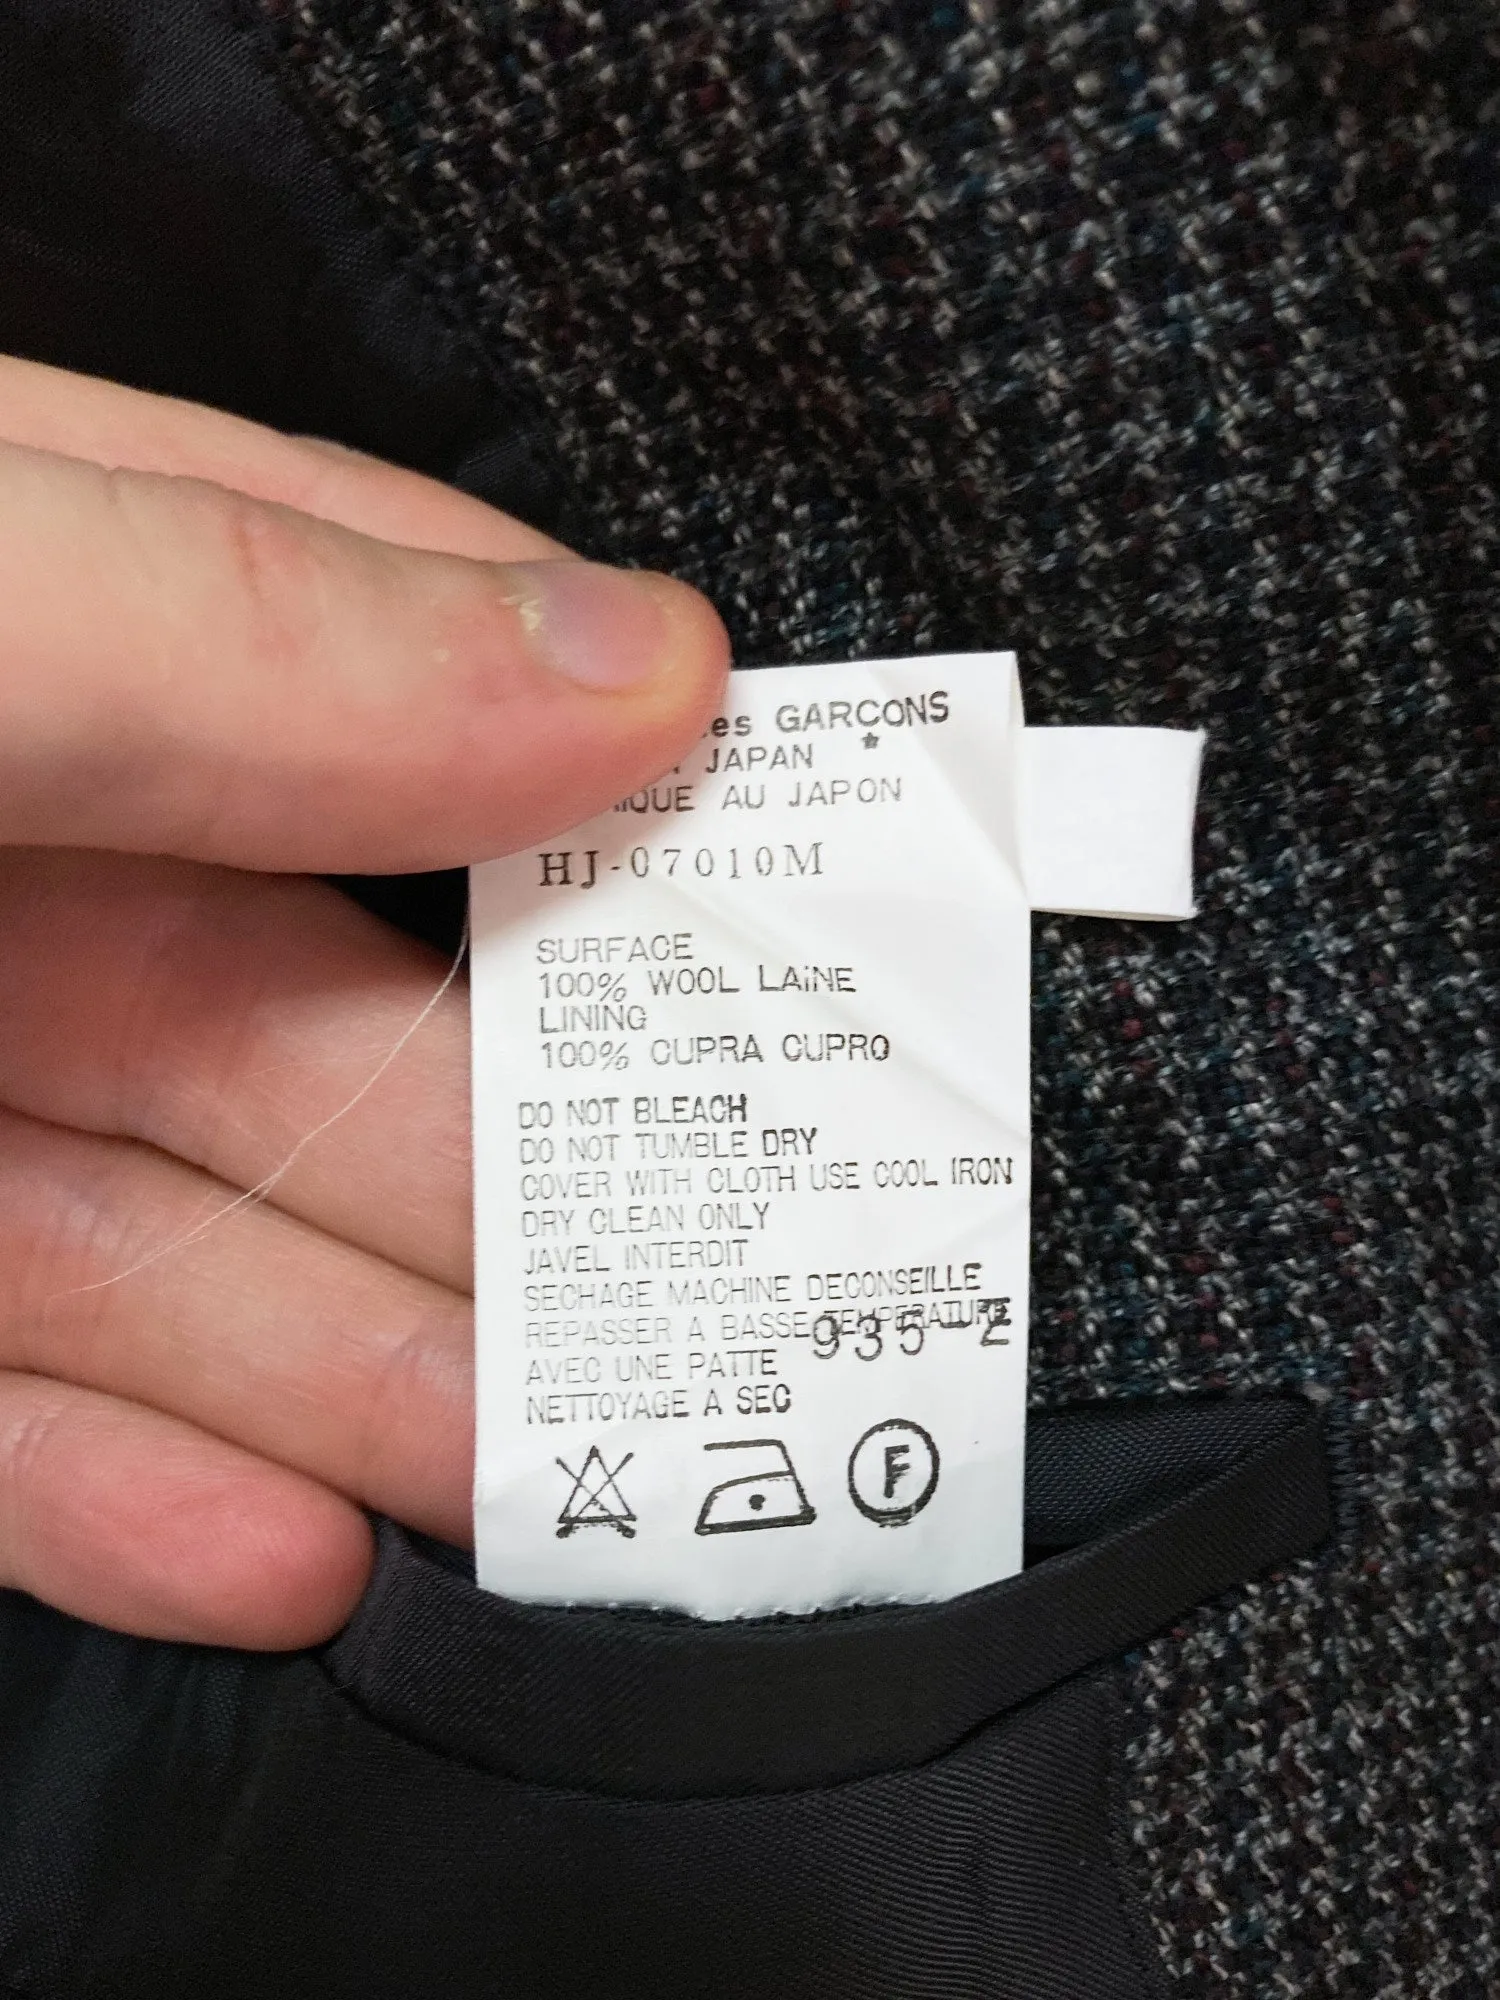 es GARCONS
JAPAN *
IQUE AU JAPON
HJ-07010M
SURFACE
100% WOOL LAiNE
LINING
100% CUPRA CUPRO
DO NOT BLEACH
DO NOT TUMBLE DRY
COVER WITH CLOTH USE COOL IRON
DRY CLEAN ONLY
JAVEL INTERDIT
SECHAGE MACHINE DECONSEILLE
REPASSER A BASSE TEMPERATURE
935-2
AVEC UNE PATTE
NETTOYAGE A SEC
F